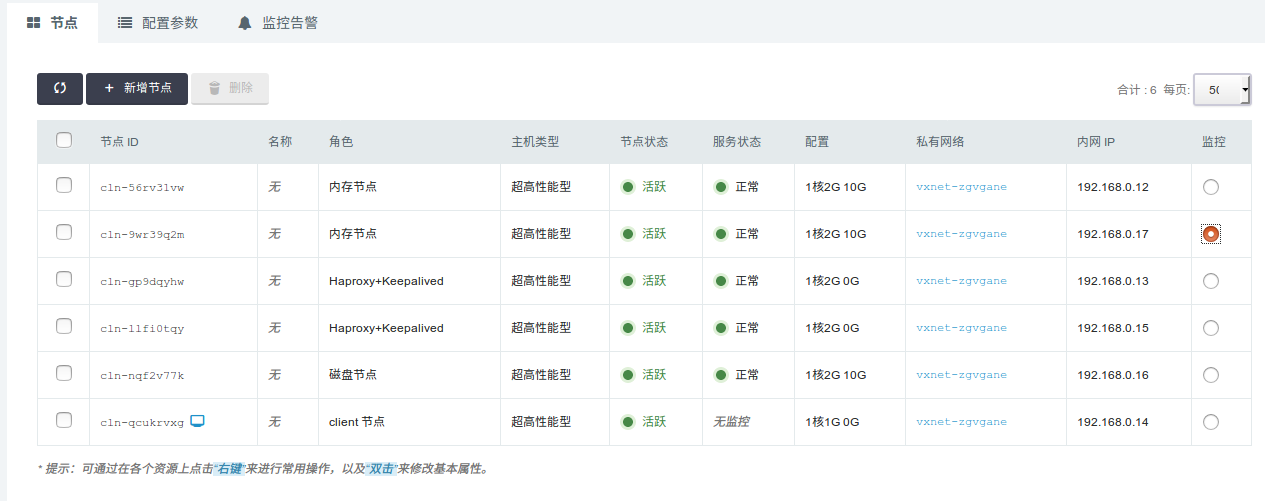 节点 配置参数 监控告警
新增节点 删除 合计 : 6 每页: 50
节点 ID 名称 角色 主机类型 节点状态 服务状态 配置 私有网络 内网 IP 监控
cln-56rv3lvw 无 内存节点 超高性能型 活跃 正常 1核2G 10G vxnet-zgvgane 192.168.0.12
cln-9wr39q2m 无 内存节点 超高性能型 活跃 正常 1核2G 10G vxnet-zgvgane 192.168.0.17
cln-gp9dqyhw 无 Haproxy+Keepalived 超高性能型 活跃 正常 1核2G 0G vxnet-zgvgane 192.168.0.13
cln-llfi0tqy 无 Haproxy+Keepalived 超高性能型 活跃 正常 1核2G 0G vxnet-zgvgane 192.168.0.15
cln-nqf2v77k 无 磁盘节点 超高性能型 活跃 正常 1核2G 10G vxnet-zgvgane 192.168.0.16
cln-qcukrvxg 无 client 节点 超高性能型 活跃 无监控 1核1G 0G vxnet-zgvgane 192.168.0.14
* 提示：可通过在各个资源上点击"右键"来进行常用操作，以及"双击"来修改基本属性。